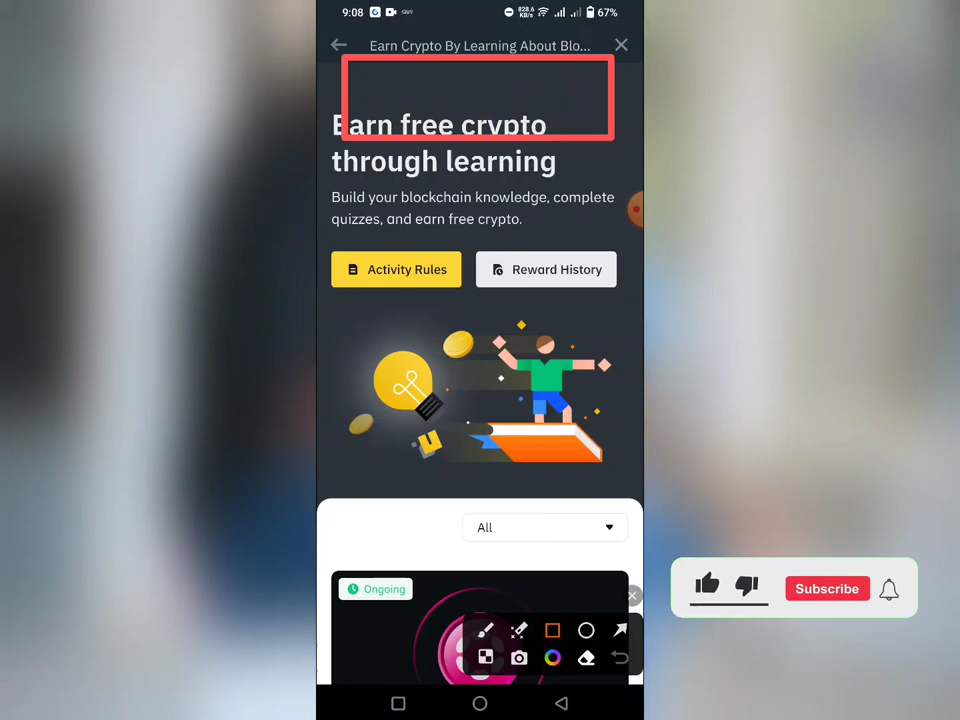 9:08
828.6
KB/s
67%
Earn Crypto By Learning About Blo...
Earn free crypto
through learning
Build your blockchain knowledge, complete
quizzes, and earn free crypto.
Activity Rules
Reward History
All
Ongoing
Subscribe